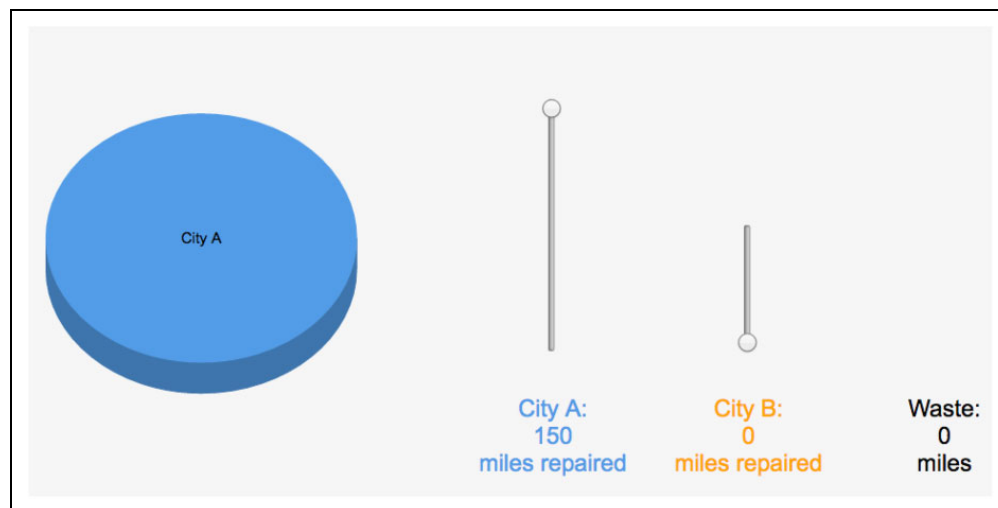 City A
City A:
150
miles repaired
City B:
0
miles repaired
Waste:
0
miles